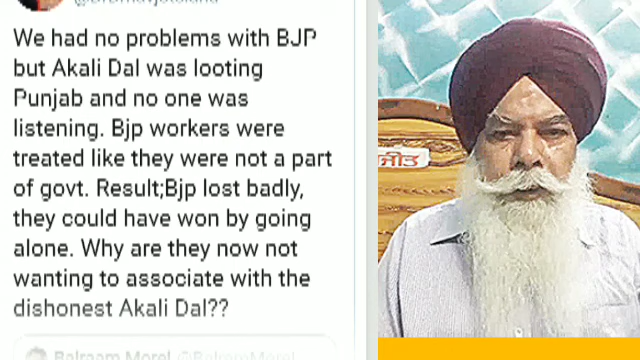 We had no problems with BJP
but Akali Dal was looting
Punjab and no one was
listening. Bjp workers were
treated like they were not a part
of govt. Result;Bjp lost badly,
they could have won by going
alone. Why are they now not
wanting to associate with the
dishonest Akali Dal??